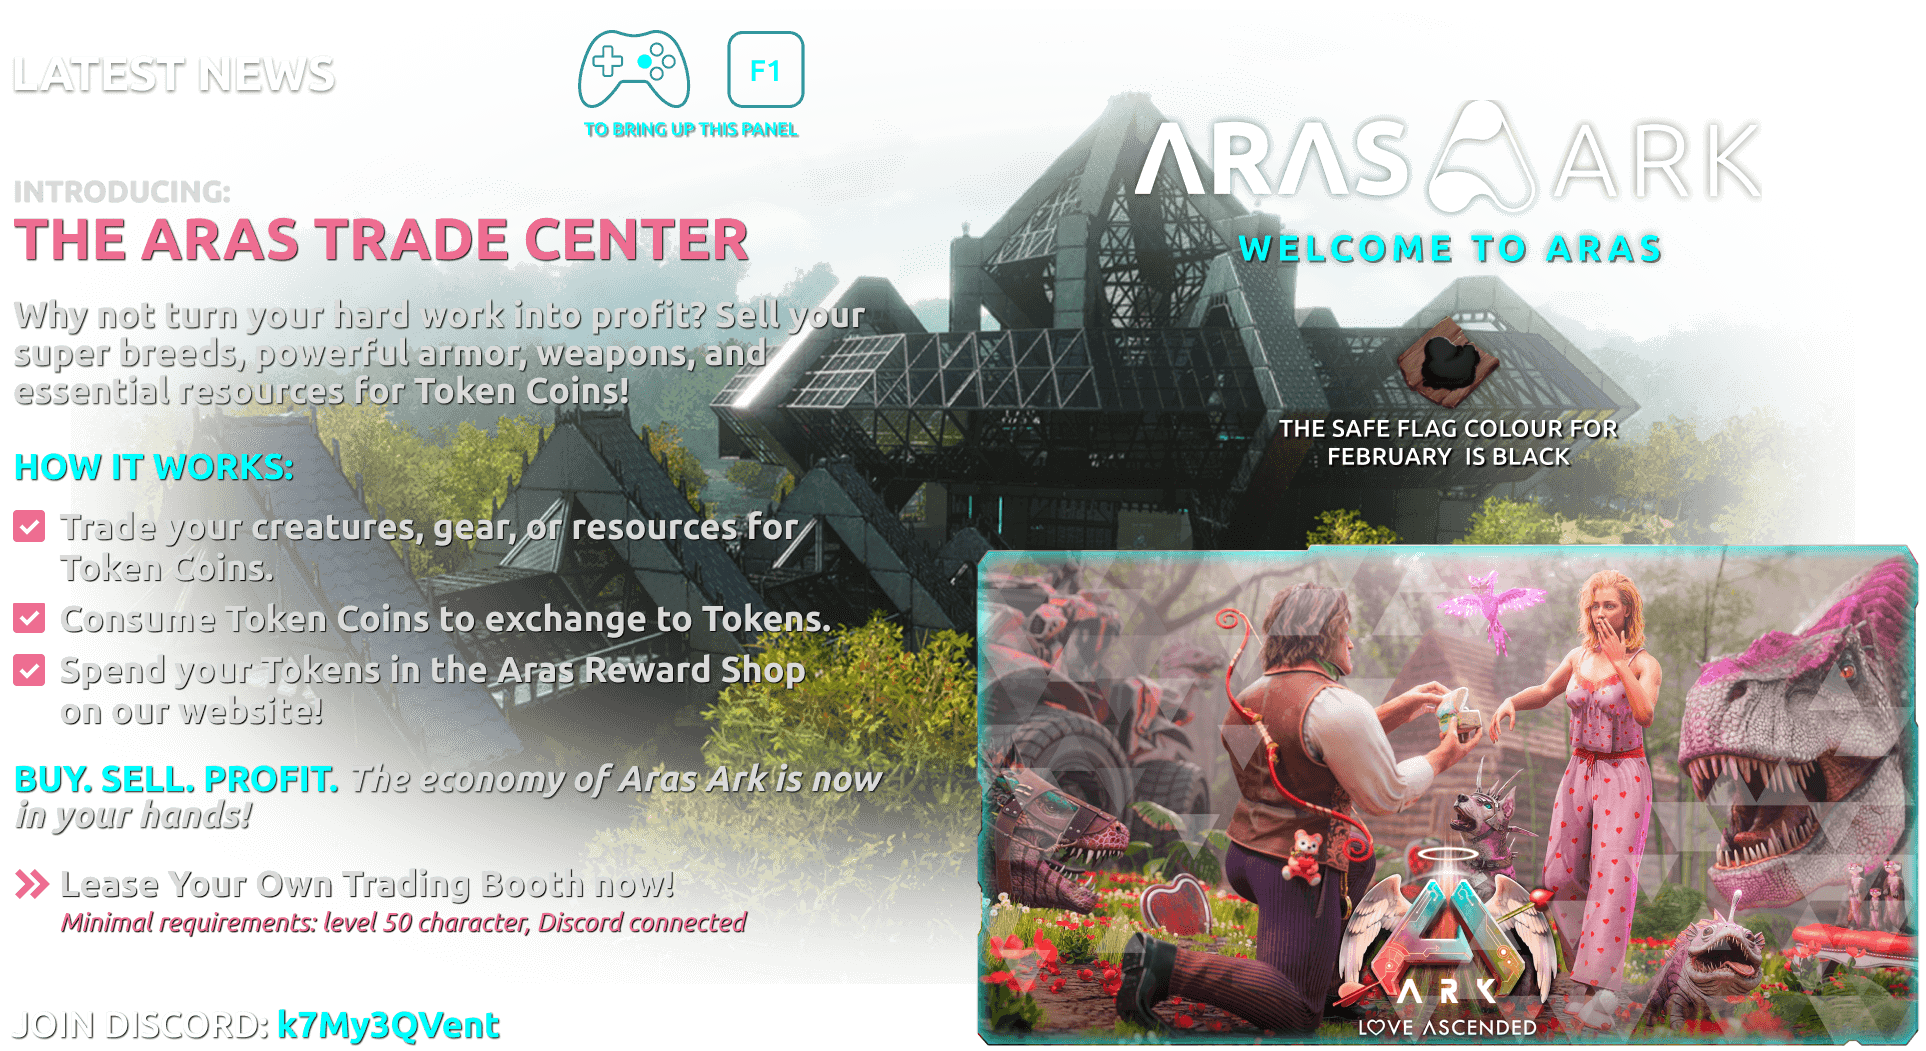 LATEST NEWS
F1
TO BRING UP THIS PANEL
INTRODUCING:
THE ARAS TRADE CENTER
Why not turn your hard work into profit? Sell your
super breeds, powerful armor, weapons, and
essential resources for Token Coins!
HOW IT WORKS:
Trade your creatures, gear, or resources for
Token Coins.
Consume Token Coins to exchange to Tokens.
Spend your Tokens in the Aras Reward Shop
on our website!
BUY. SELL. PROFIT. The economy of Aras Ark is now
in your hands!
Lease Your Own Trading Booth now!
Minimal requirements: level 50 character, Discord connected
JOIN DISCORD: k7My3QVent
ARAS ARK
WELCOME TO ARAS
THE SAFE FLAG COLOUR FOR
FEBRUARY IS BLACK
ARK
LOVE ASCENDED